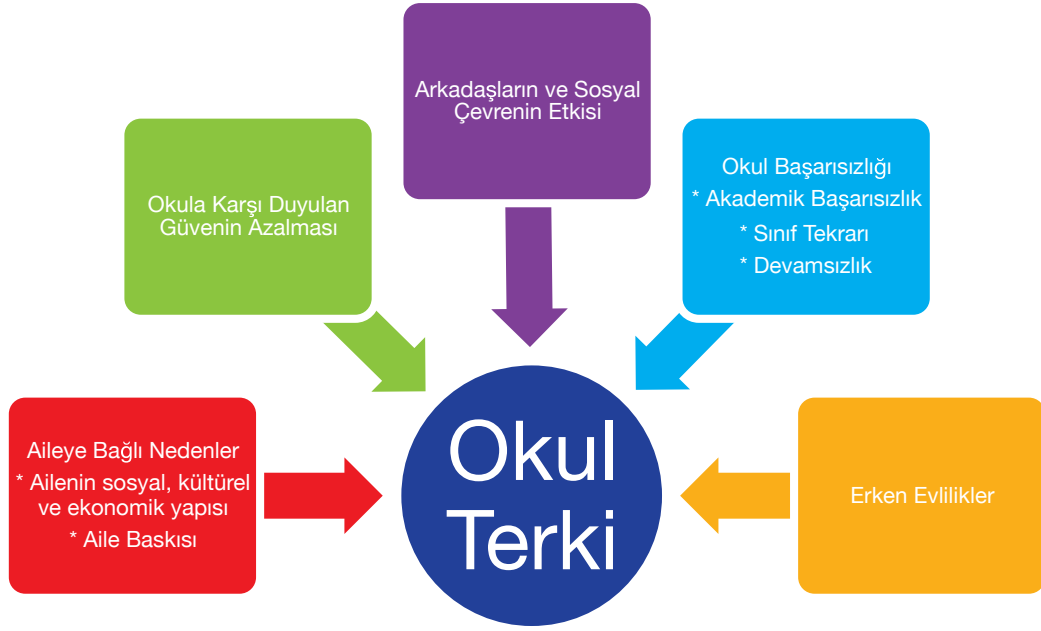 Arkadaşların ve Sosyal
Çevrenin Etkisi
Okula Karşı Duyulan
Güvenin Azalması
Okul Başarısızlığı
* Akademik Başarısızlık
* Sınıf Tekrarı
* Devamsızlık
Aileye Bağlı Nedenler
* Ailenin sosyal, kültürel
ve ekonomik yapısı
* Aile Baskısı
Okul
Terki
Erken Evlilikler